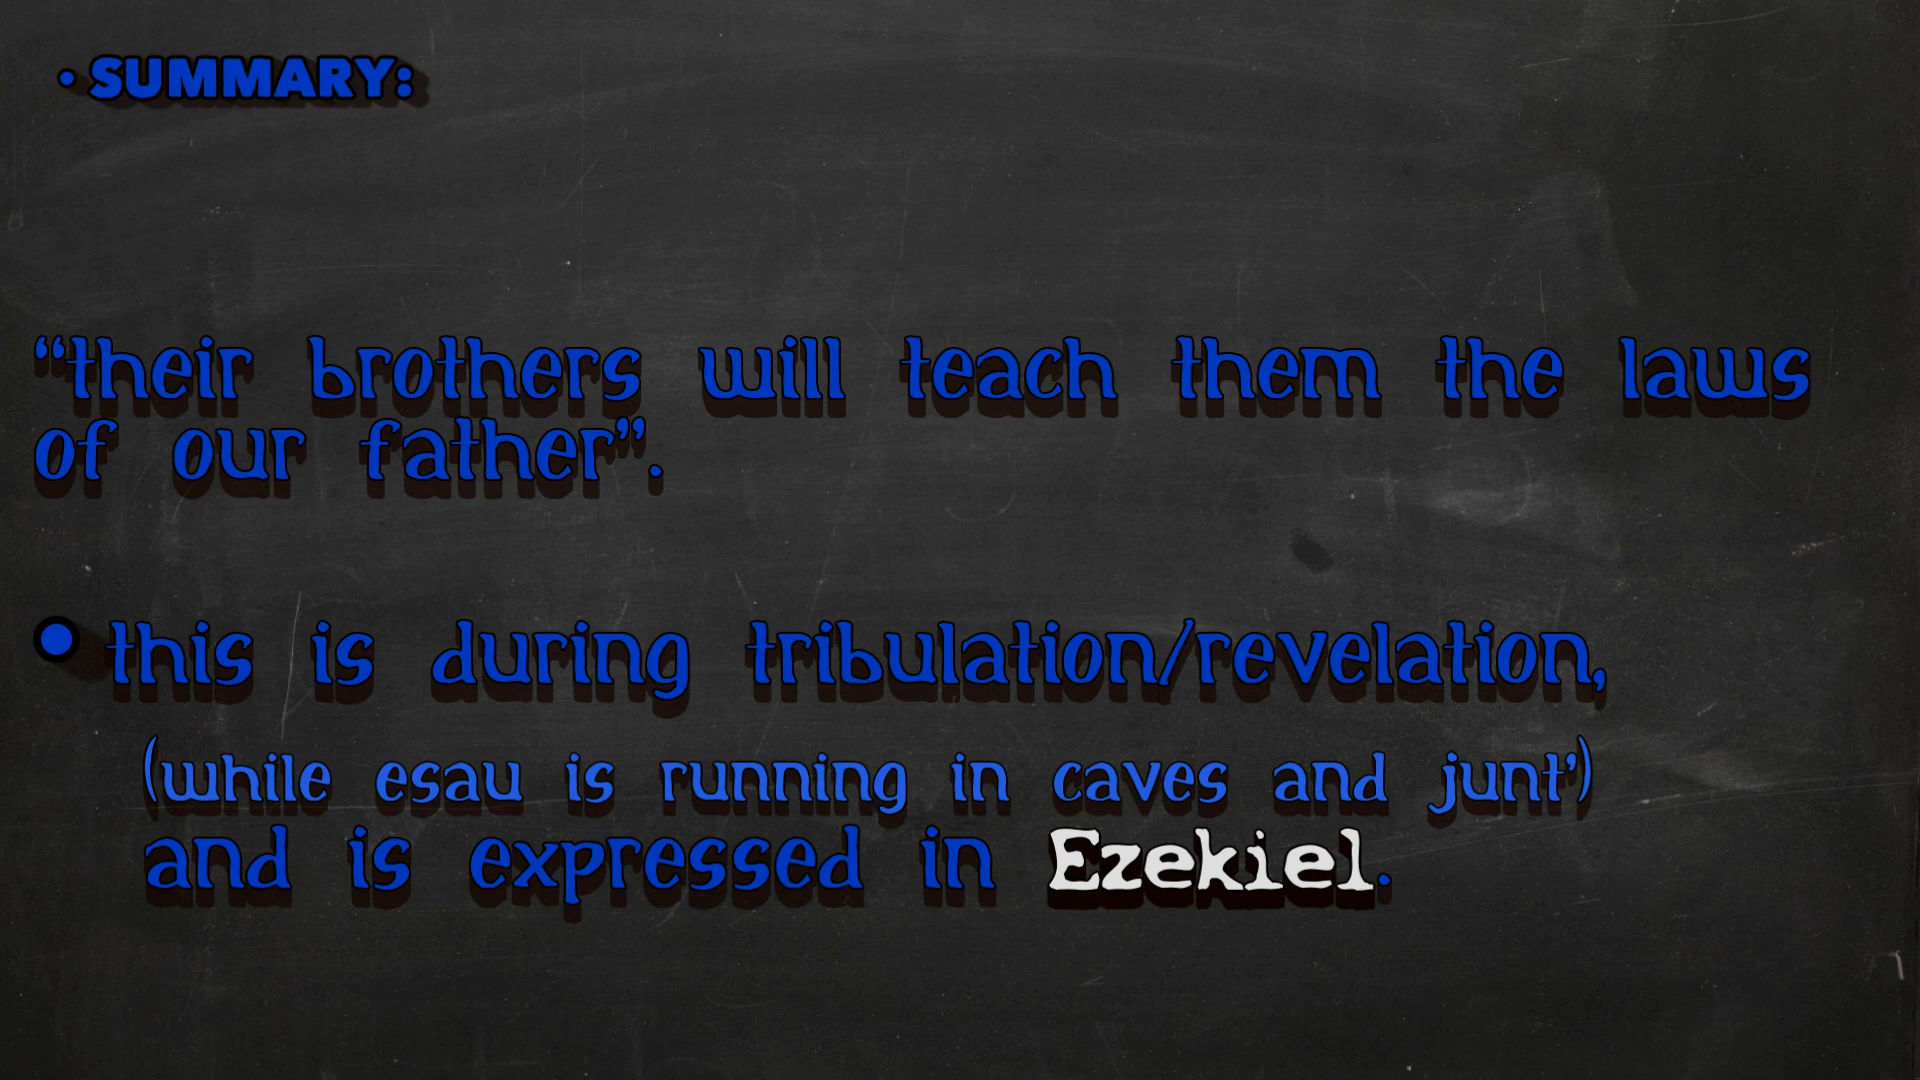 • SUMMARY:
“their brothers will teach them the laws
of our father”.
• this is during tribulation/revelation,
(while esau is running in caves and junt’)
and is expressed in Ezekiel.